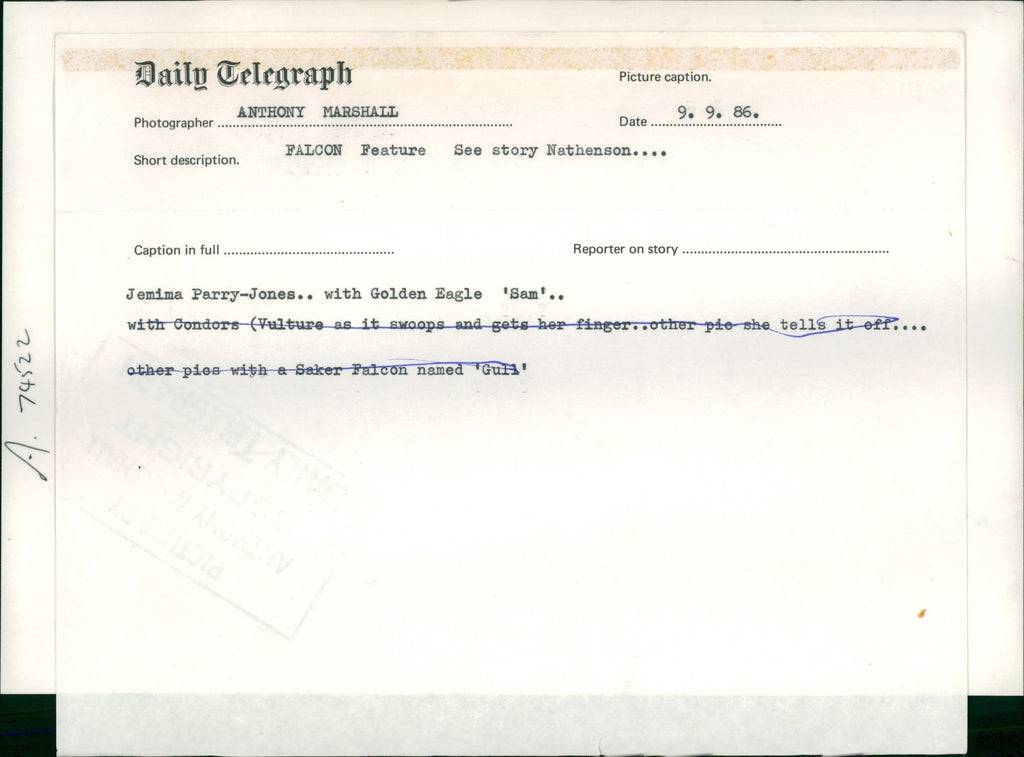 Daily Telegraph
Picture caption.
Photographer ANTHONY MARSHALL
Date 9. 9. 86.
Short description. FALCON Feature See story Nathenson....
Caption in full
Reporter on story
Jemima Parry-Jones.. with Golden Eagle 'Sam'..
with Condors (Vulture as it swoops and gets her finger..other pic she tells it off....
other pics with a Saker Falcon named 'Gull'
74522
DAILY TELEGRAPH
COPYRIGHT
ANTHONY MARSHALL
PICTURE BY